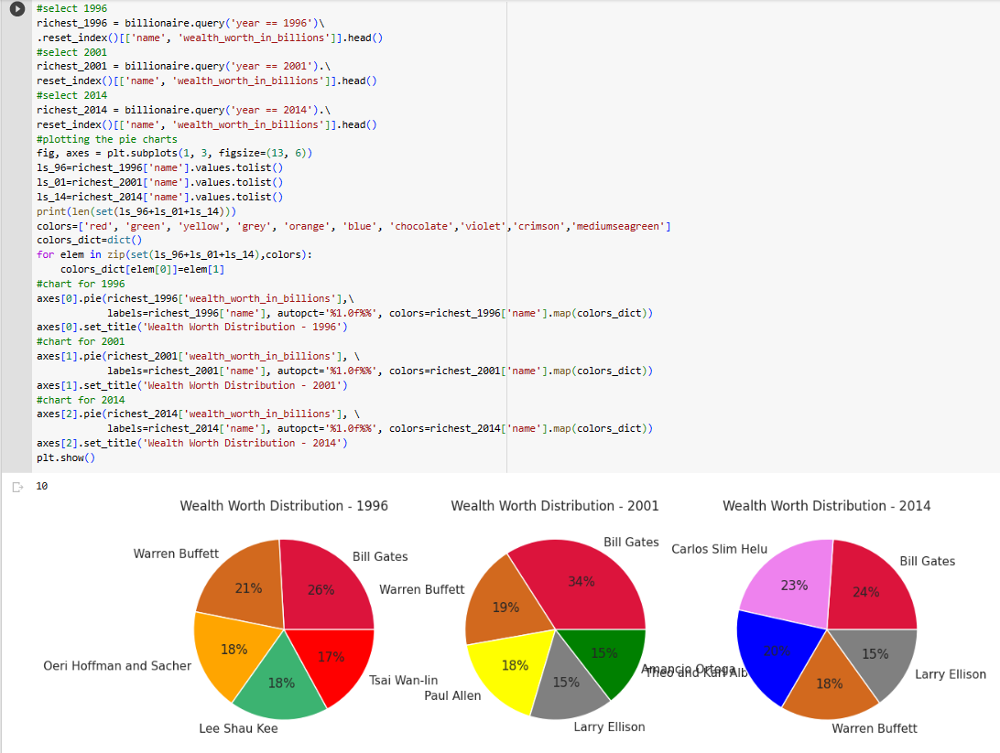 #select 1996
richest_1996 = billionaire.query('year == 1996')\
.reset_index()[['name', 'wealth_worth_in_billions']].head()
#select 2001
richest_2001 = billionaire.query('year == 2001').\
reset_index()[['name', 'wealth_worth_in_billions']].head()
#select 2014
richest_2014 = billionaire.query('year == 2014').\
reset_index()[['name', 'wealth_worth_in_billions']].head()
#plotting the pie charts
fig, axes = plt.subplots(1, 3, figsize=(13, 6))
ls_96=richest_1996['name'].values.tolist()
ls_01=richest_2001['name'].values.tolist()
ls_14=richest_2014['name'].values.tolist()
print(len(set(ls_96+ls_01+ls_14)))
colors=['red', 'green', 'yellow', 'grey', 'orange', 'blue', 'chocolate','violet','crimson','mediumseagreen']
colors_dict=dict()
for elem in zip(set(ls_96+ls_01+ls_14),colors):
    colors_dict[elem[0]]=elem[1]
#chart for 1996
axes[0].pie(richest_1996['wealth_worth_in_billions'],\
            labels=richest_1996['name'], autopct='%1.0f%%', colors=richest_1996['name'].map(colors_dict))
axes[0].set_title('Wealth Worth Distribution - 1996')
#chart for 2001
axes[1].pie(richest_2001['wealth_worth_in_billions'], \
            labels=richest_2001['name'], autopct='%1.0f%%', colors=richest_2001['name'].map(colors_dict))
axes[1].set_title('Wealth Worth Distribution - 2001')
#chart for 2014
axes[2].pie(richest_2014['wealth_worth_in_billions'], \
            labels=richest_2014['name'], autopct='%1.0f%%', colors=richest_2014['name'].map(colors_dict))
axes[2].set_title('Wealth Worth Distribution - 2014')
plt.show()
10
Wealth Worth Distribution - 1996
Warren Buffett
Bill Gates
21%
26%
18%
17%
18%
Oeri Hoffman and Sacher
Tsai Wan-lin
Lee Shau Kee
Wealth Worth Distribution - 2001
Bill Gates
Warren Buffett
34%
19%
18%
15%
15%
Paul Allen
Theo and Karl Alb
Larry Ellison
Wealth Worth Distribution - 2014
Carlos Slim Helu
Bill Gates
23%
24%
20%
15%
18%
Amancio Ortega
Larry Ellison
Warren Buffett